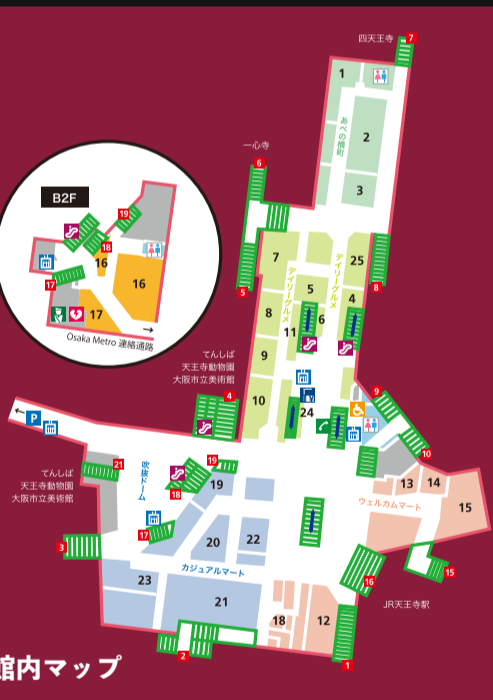 四天王寺
7
1
あべの橋町
2
一心寺
6
3
B2F
19
18
16
16
17
17
Osaka Metro 連絡通路
→
7
デイリーグルメ
デイリーグルメ
25
5
4
8
5
8
6
11
9
てんしば
天王寺動物園
大阪市立美術館
4
10
24
9
← P
10
てんしば
天王寺動物園
大阪市立美術館
21
吹抜ドーム
19
18
19
13
14
ウェルカムマート
15
17
20
22
3
カジュアルマート
16
15
23
21
JR天王寺駅
18
12
2
1
館内マップ